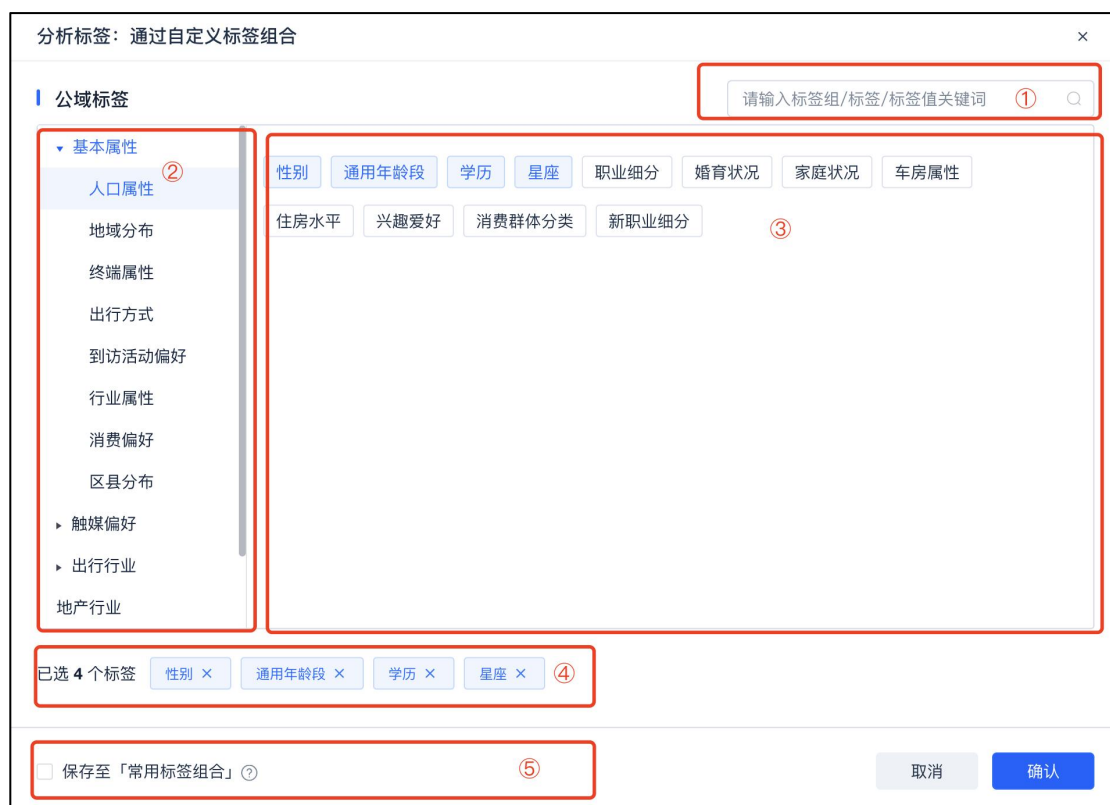 分析标签：通过自定义标签组合 ×
公域标签
请输入标签组/标签/标签值关键词 ①
基本属性 ②
人口属性
地域分布
终端属性
出行方式
到访活动偏好
行业属性
消费偏好
区县分布
触媒偏好
出行行业
地产行业
性别 通用年龄段 学历 星座 职业细分 婚育状况 家庭状况 车房属性
住房水平 兴趣爱好 消费群体分类 新职业细分 ③
已选 4 个标签 性别 × 通用年龄段 × 学历 × 星座 × ④
保存至「常用标签组合」 ? ⑤
取消 确认